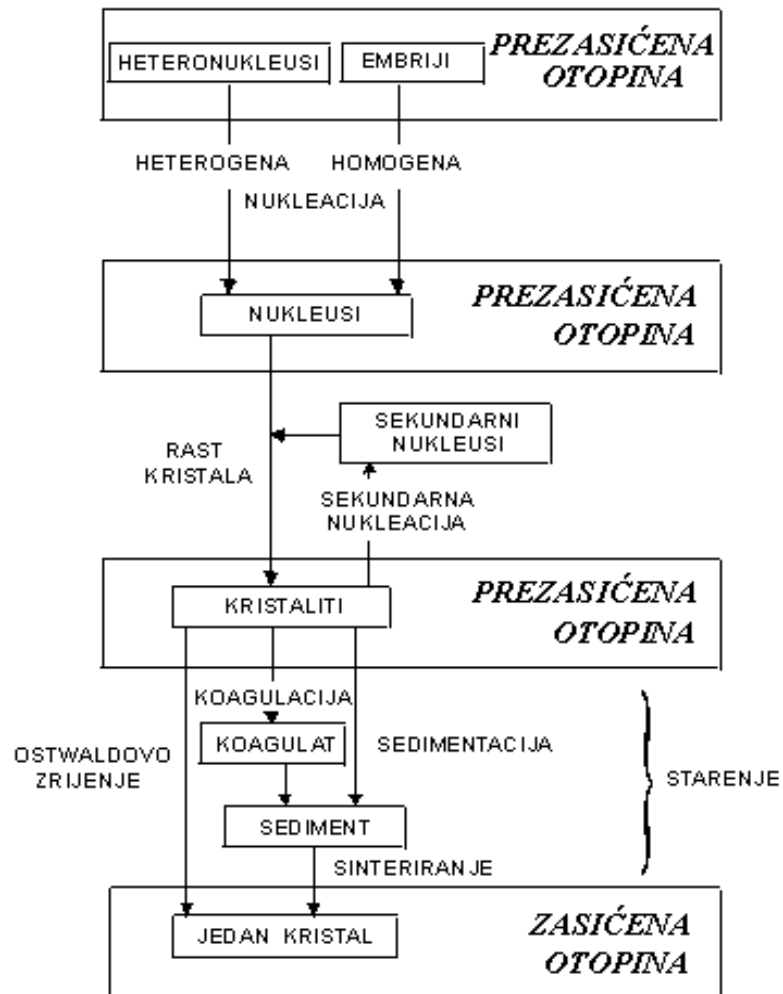 PREZASIĆENA
OTOPINA
HETERONUKLEUSI
EMBRIJI
HETEROGENA
HOMOGENA
NUKLEACIJA
PREZASIĆENA
OTOPINA
NUKLEUSI
SEKUNDARNI
NUKLEUSI
RAST
KRISTALA
SEKUNDARNA
NUKLEACIJA
PREZASIĆENA
OTOPINA
KRISTALITI
KOAGULACIJA
KOAGULAT
SEDIMENTACIJA
OSTWALDOVO
ZRIJENJE
STARENJE
SEDIMENT
SINTERIRANJE
ZASIĆENA
OTOPINA
JEDAN KRISTAL